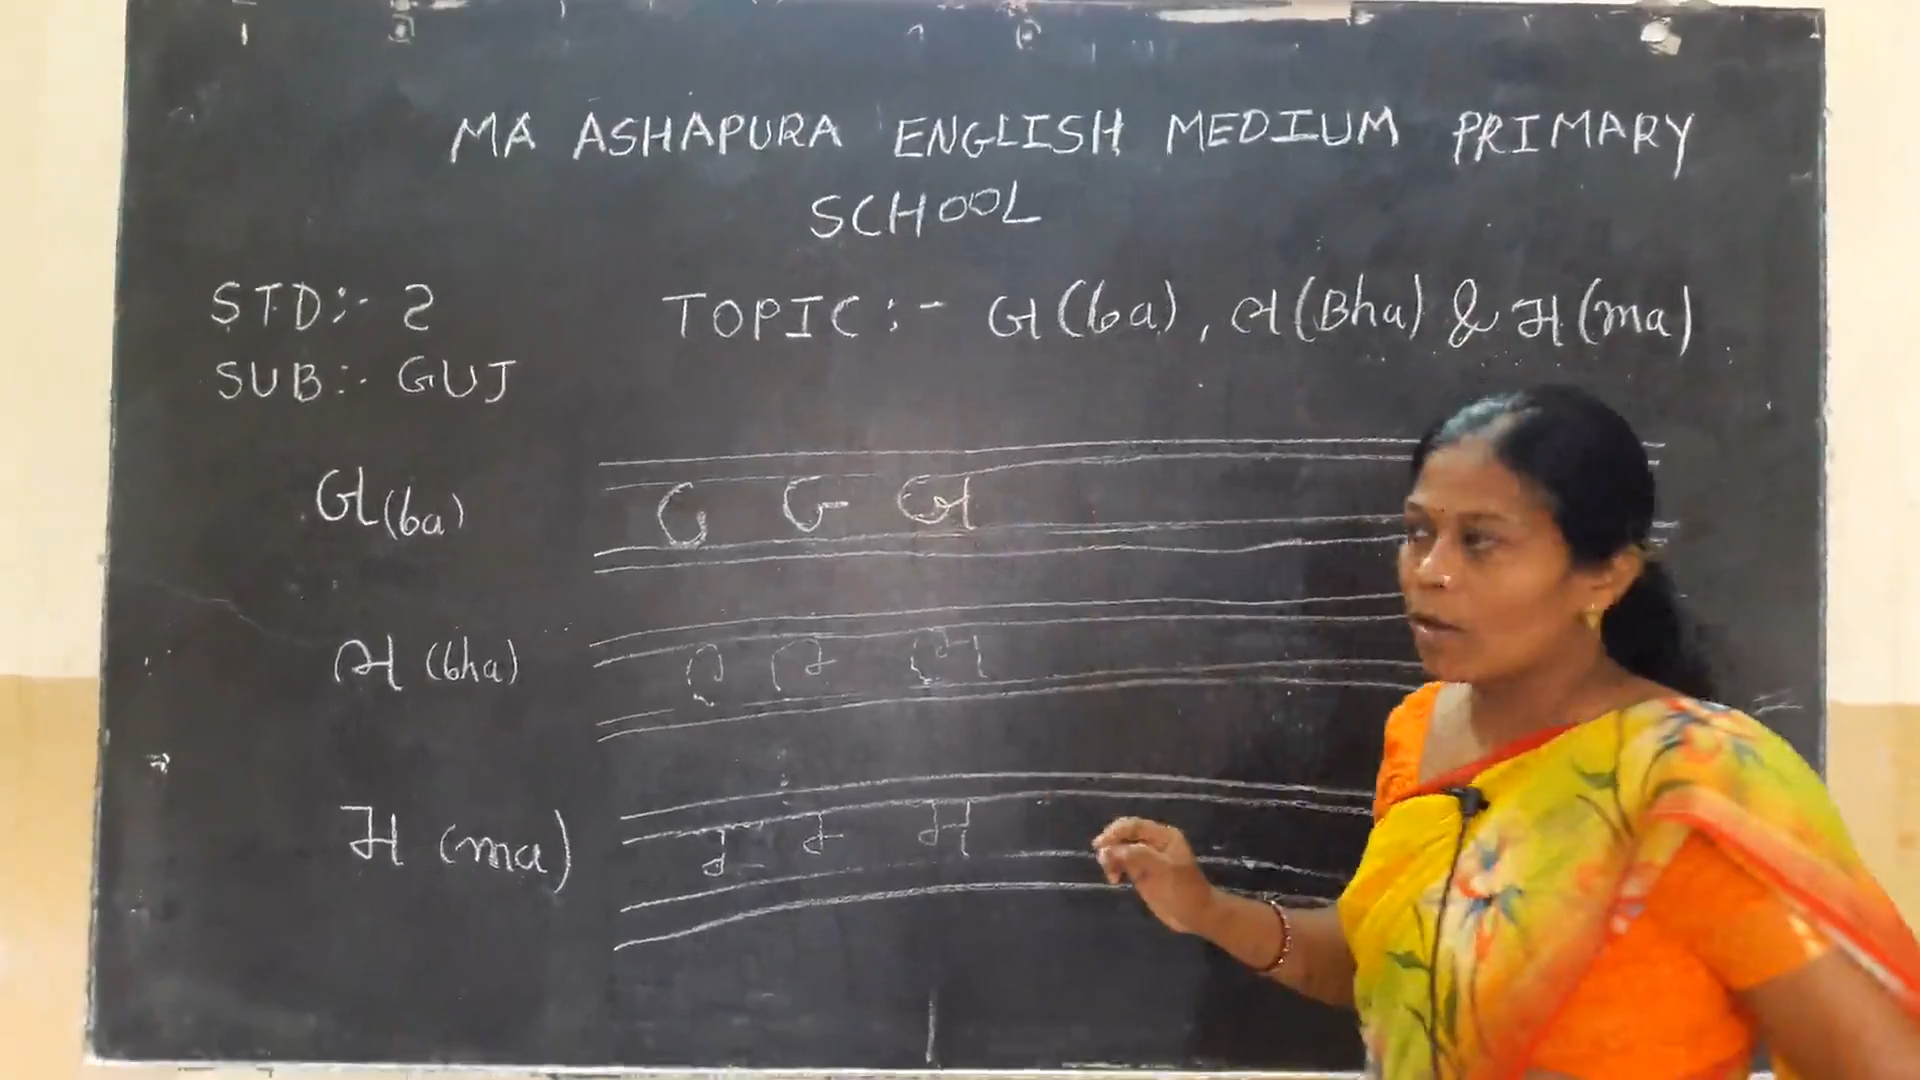 MA ASHAPURA ENGLISH MEDIUM PRIMARY
SCHOOL
STD:- 2
TOPIC:- બ(ba), ભ(Bha) & મ(ma)
SUB:- GUJ
બ(ba)
બ
ભ (bha)
ભ
મ (ma)
મ